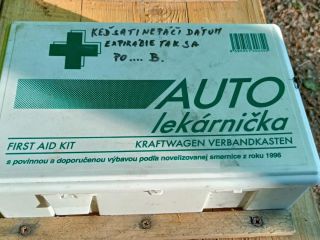 KEĎ SA TI NEPÁČI DÁTUM
EXPIRÁCIE TAK SA
PO.... B.
AUTO
lekárnička
FIRST AID KIT
KRAFTWAGEN VERBANDKASTEN
s povinnou a doporučenou výbavou podľa novelizovanej smernice z roku 1996